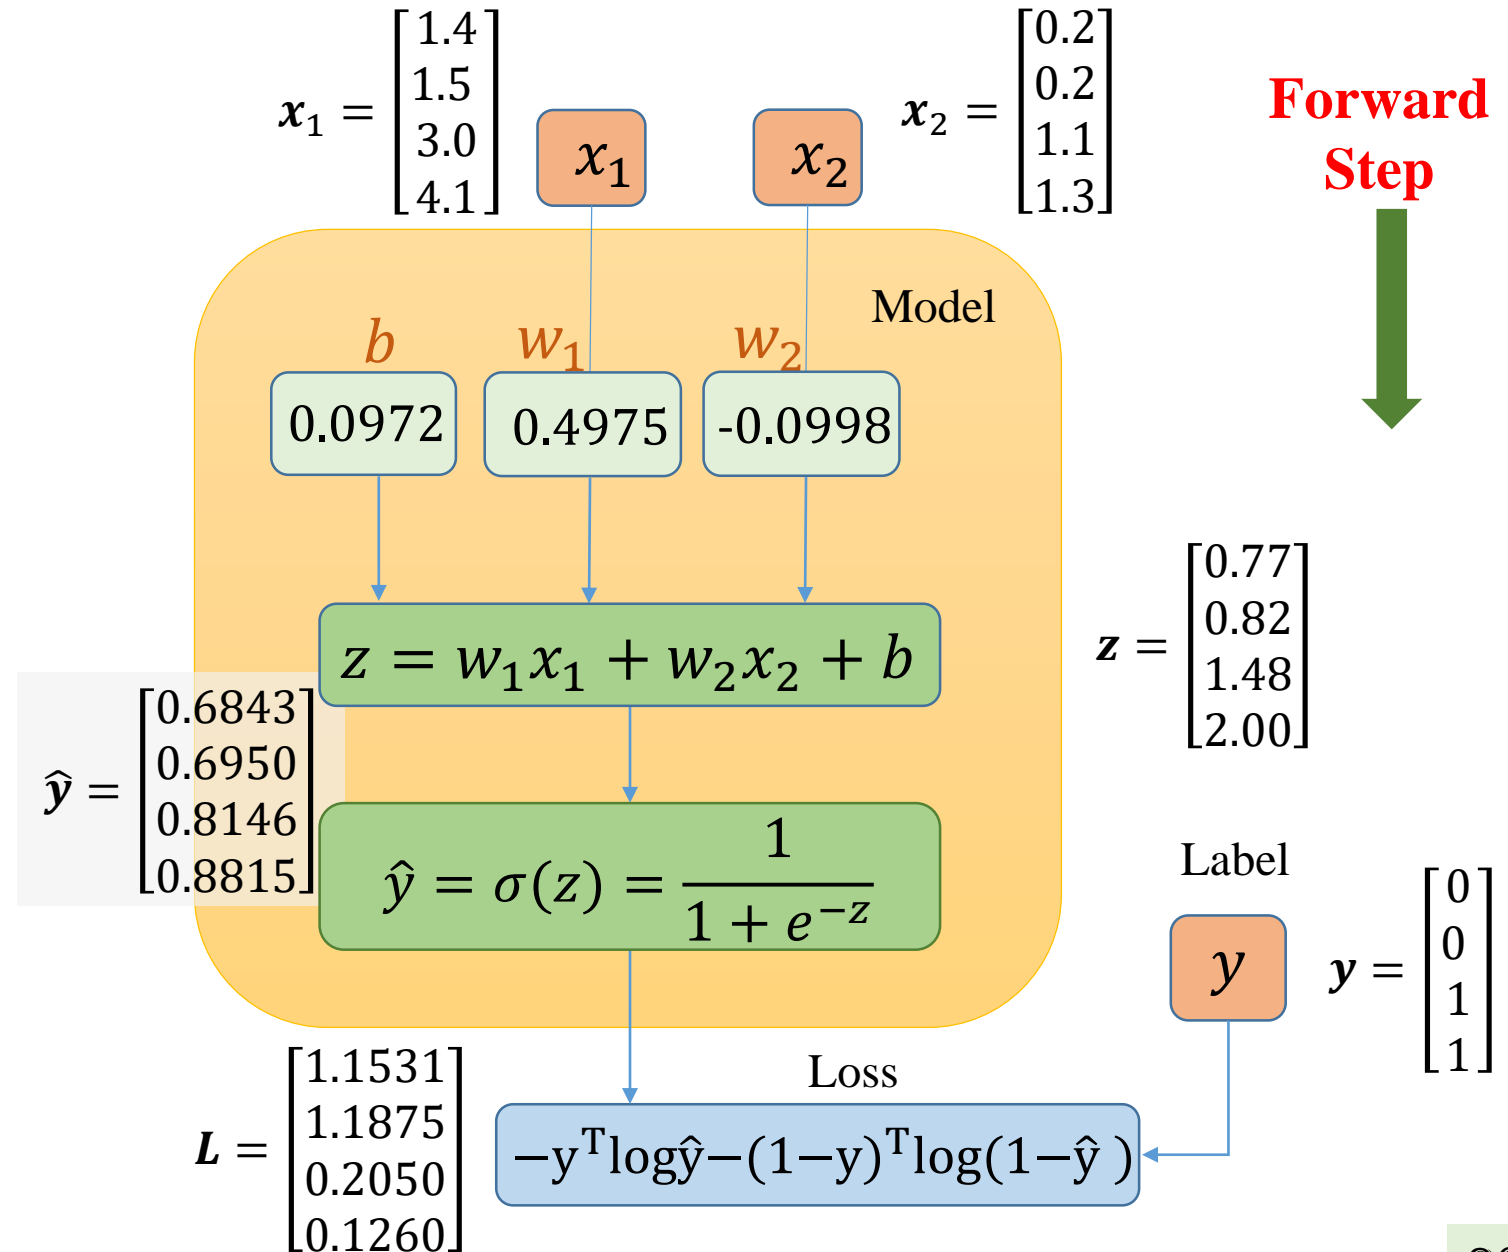 𝒙₁ = [1.4
1.5
3.0
4.1]
x₁
x₂
𝒙₂ = [0.2
0.2
1.1
1.3]
Forward
Step
Model
b
w₁
w₂
0.0972
0.4975
-0.0998
z = w₁x₁ + w₂x₂ + b
𝒛 = [0.77
0.82
1.48
2.00]
ŷ = [0.6843
0.6950
0.8146
0.8815]
ŷ = σ(z) = 1/(1 + e⁻ᶻ)
Label
y
𝒚 = [0
0
1
1]
Loss
𝑳 = [1.1531
1.1875
0.2050
0.1260]
−yᵀlogŷ−(1−y)ᵀlog(1−ŷ )